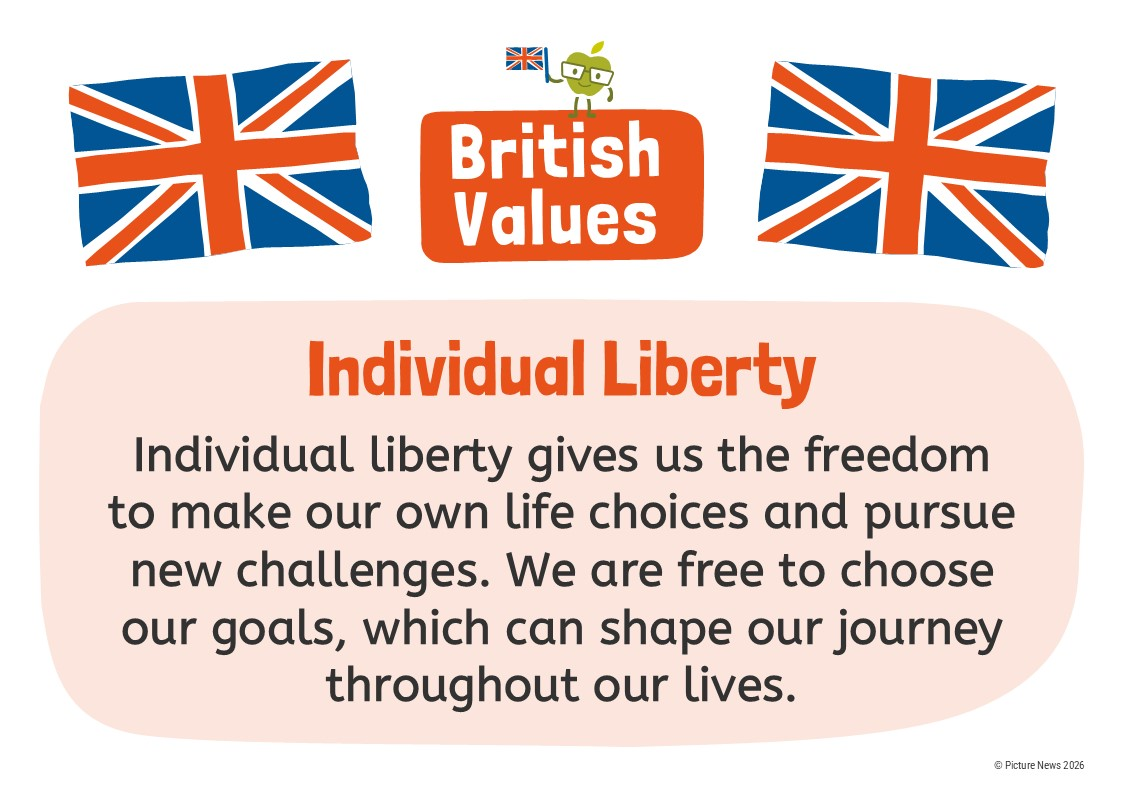 British
Values
Individual Liberty
Individual liberty gives us the freedom
to make our own life choices and pursue
new challenges. We are free to choose
our goals, which can shape our journey
throughout our lives.
© Picture News 2026